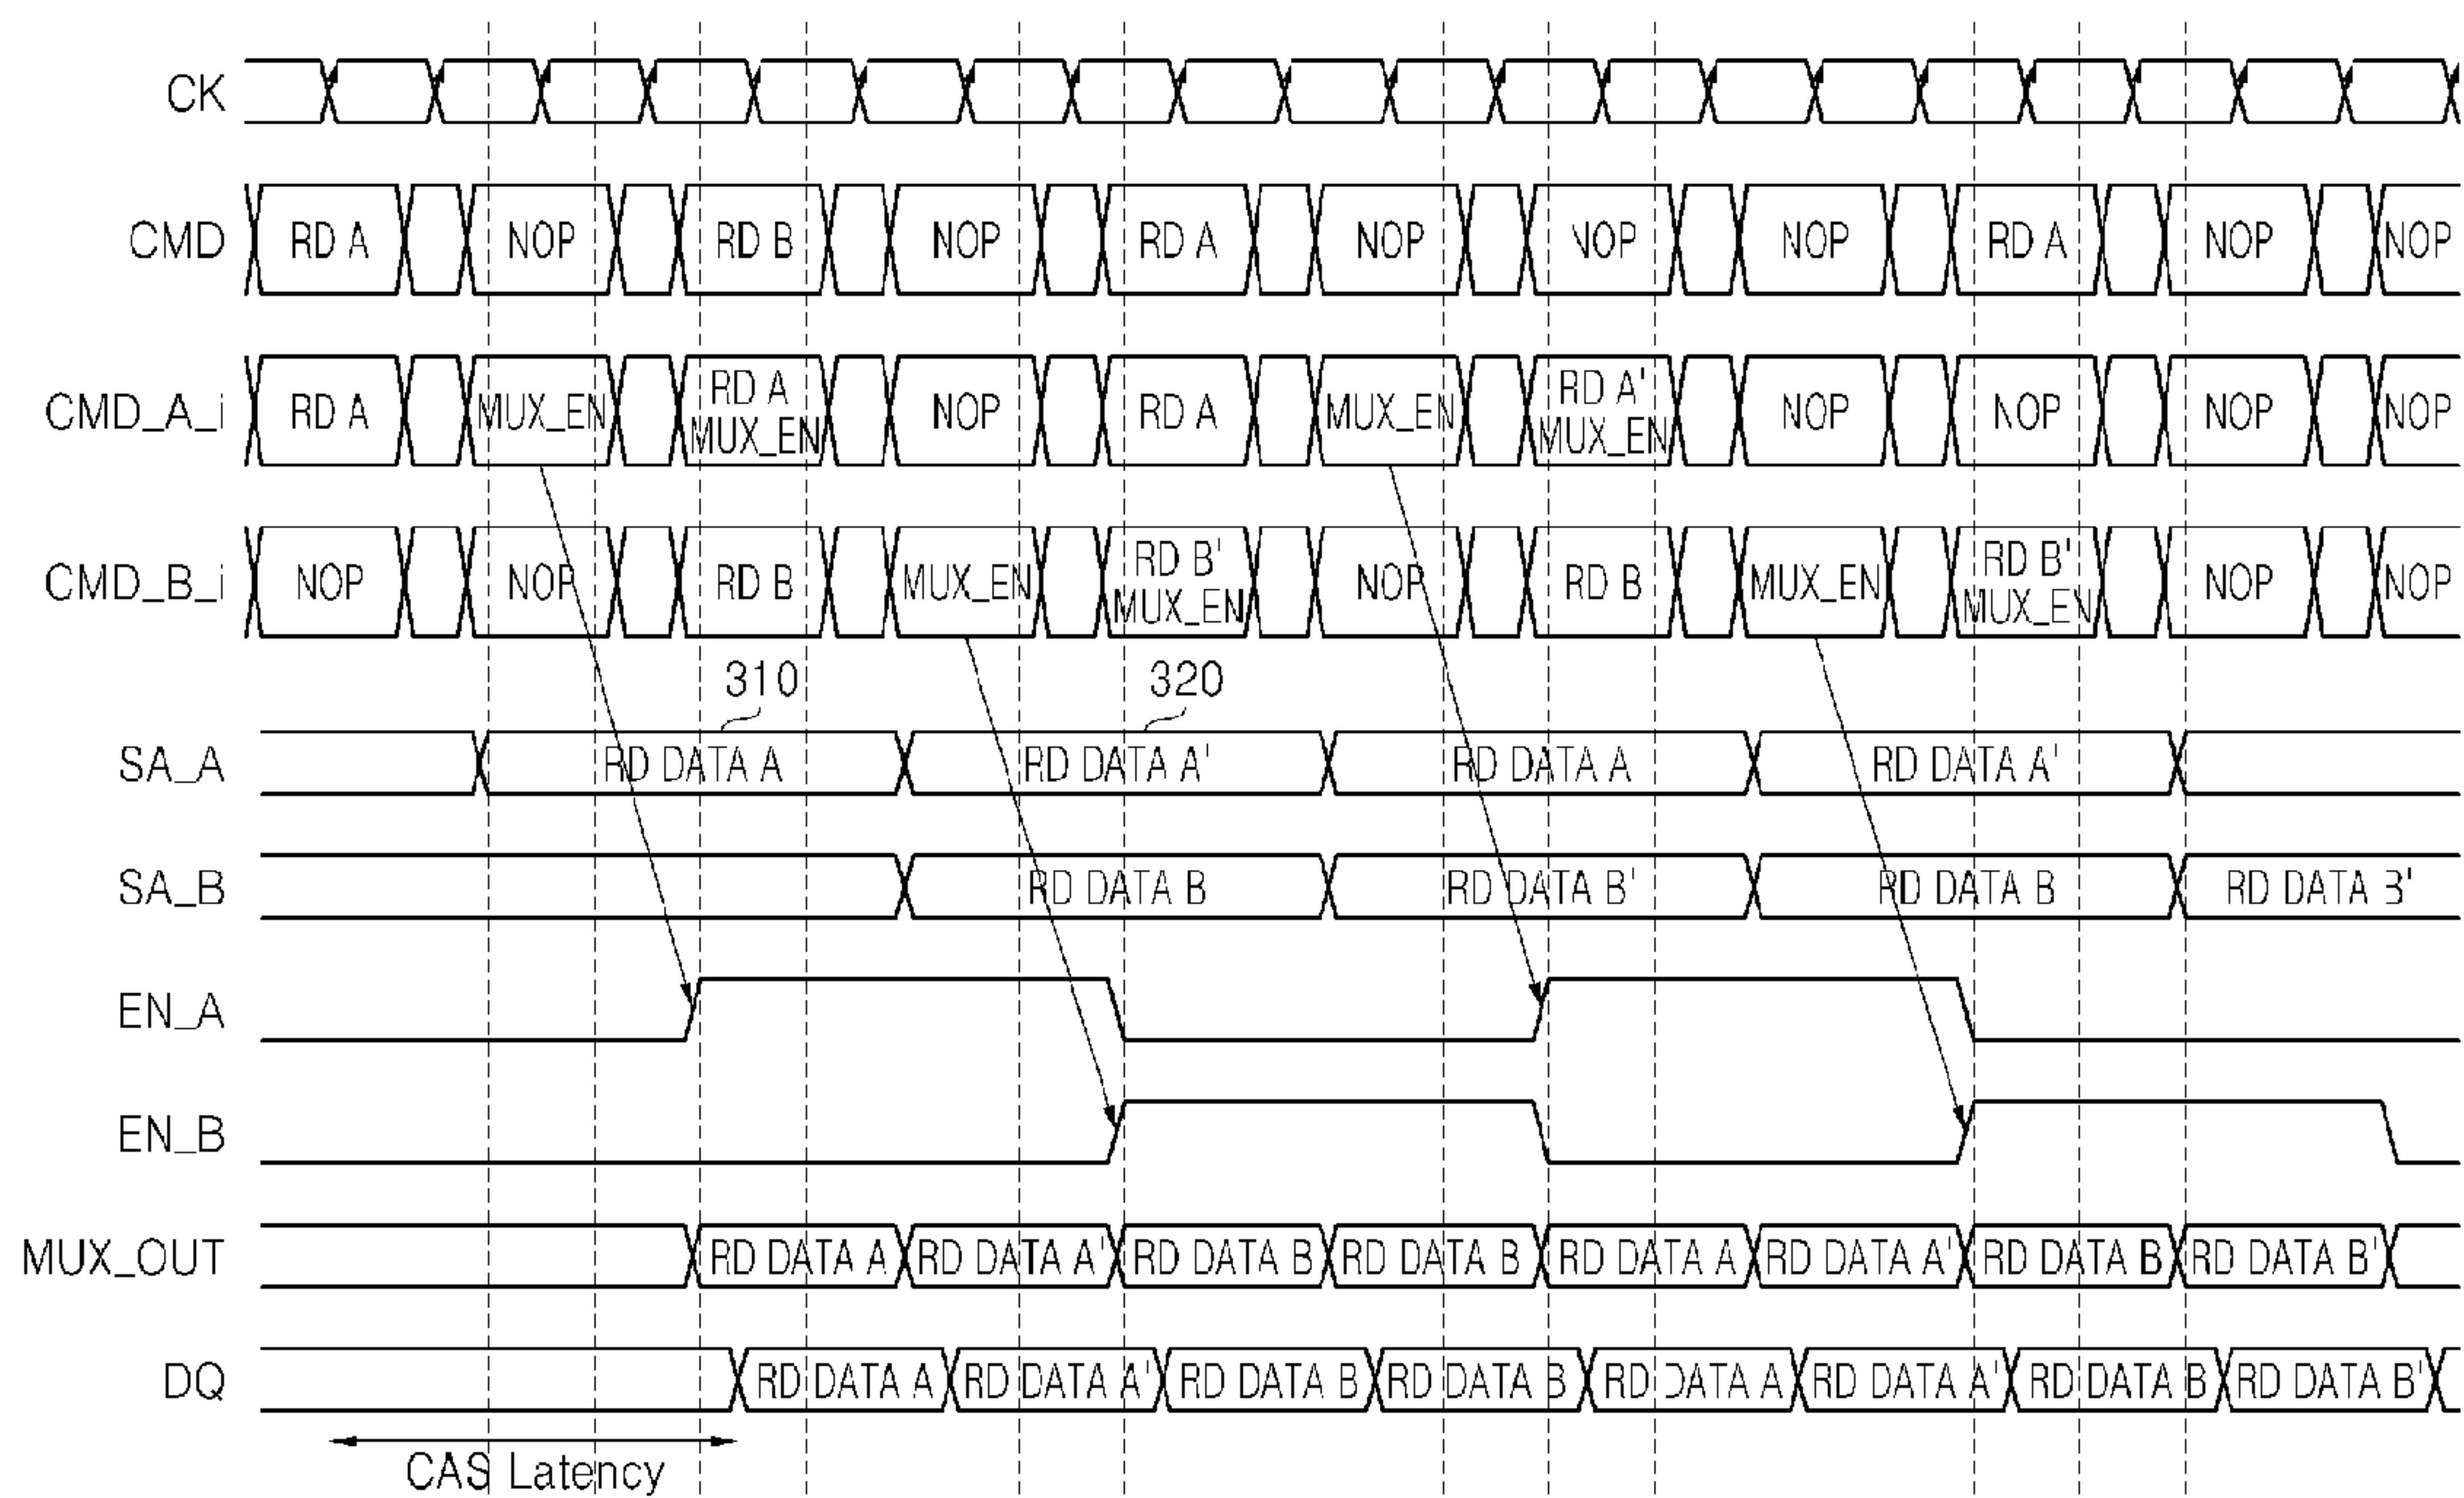 CK
CMD RD A NOP RD B NOP RD A NOP NOP NOP RD A NOP NOP
CMD_A_i RD A MUX_EN RD A MUX_EN NOP RD A MUX_EN RD A' MUX_EN NOP NOP NOP NOP
CMD_B_i NOP NOP RD B MUX_EN RD B' MUX_EN NOP RD B MUX_EN RD B' MUX_EN NOP NOP
310 320
SA_A RD DATA A RD DATA A' RD DATA A RD DATA A'
SA_B RD DATA B RD DATA B' RD DATA B RD DATA B'
EN_A
EN_B
MUX_OUT RD DATA A RD DATA A' RD DATA B RD DATA B RD DATA A RD DATA A' RD DATA B RD DATA B'
DQ RD DATA A RD DATA A' RD DATA B RD DATA B RD DATA A RD DATA A' RD DATA B RD DATA B'
CAS Latency